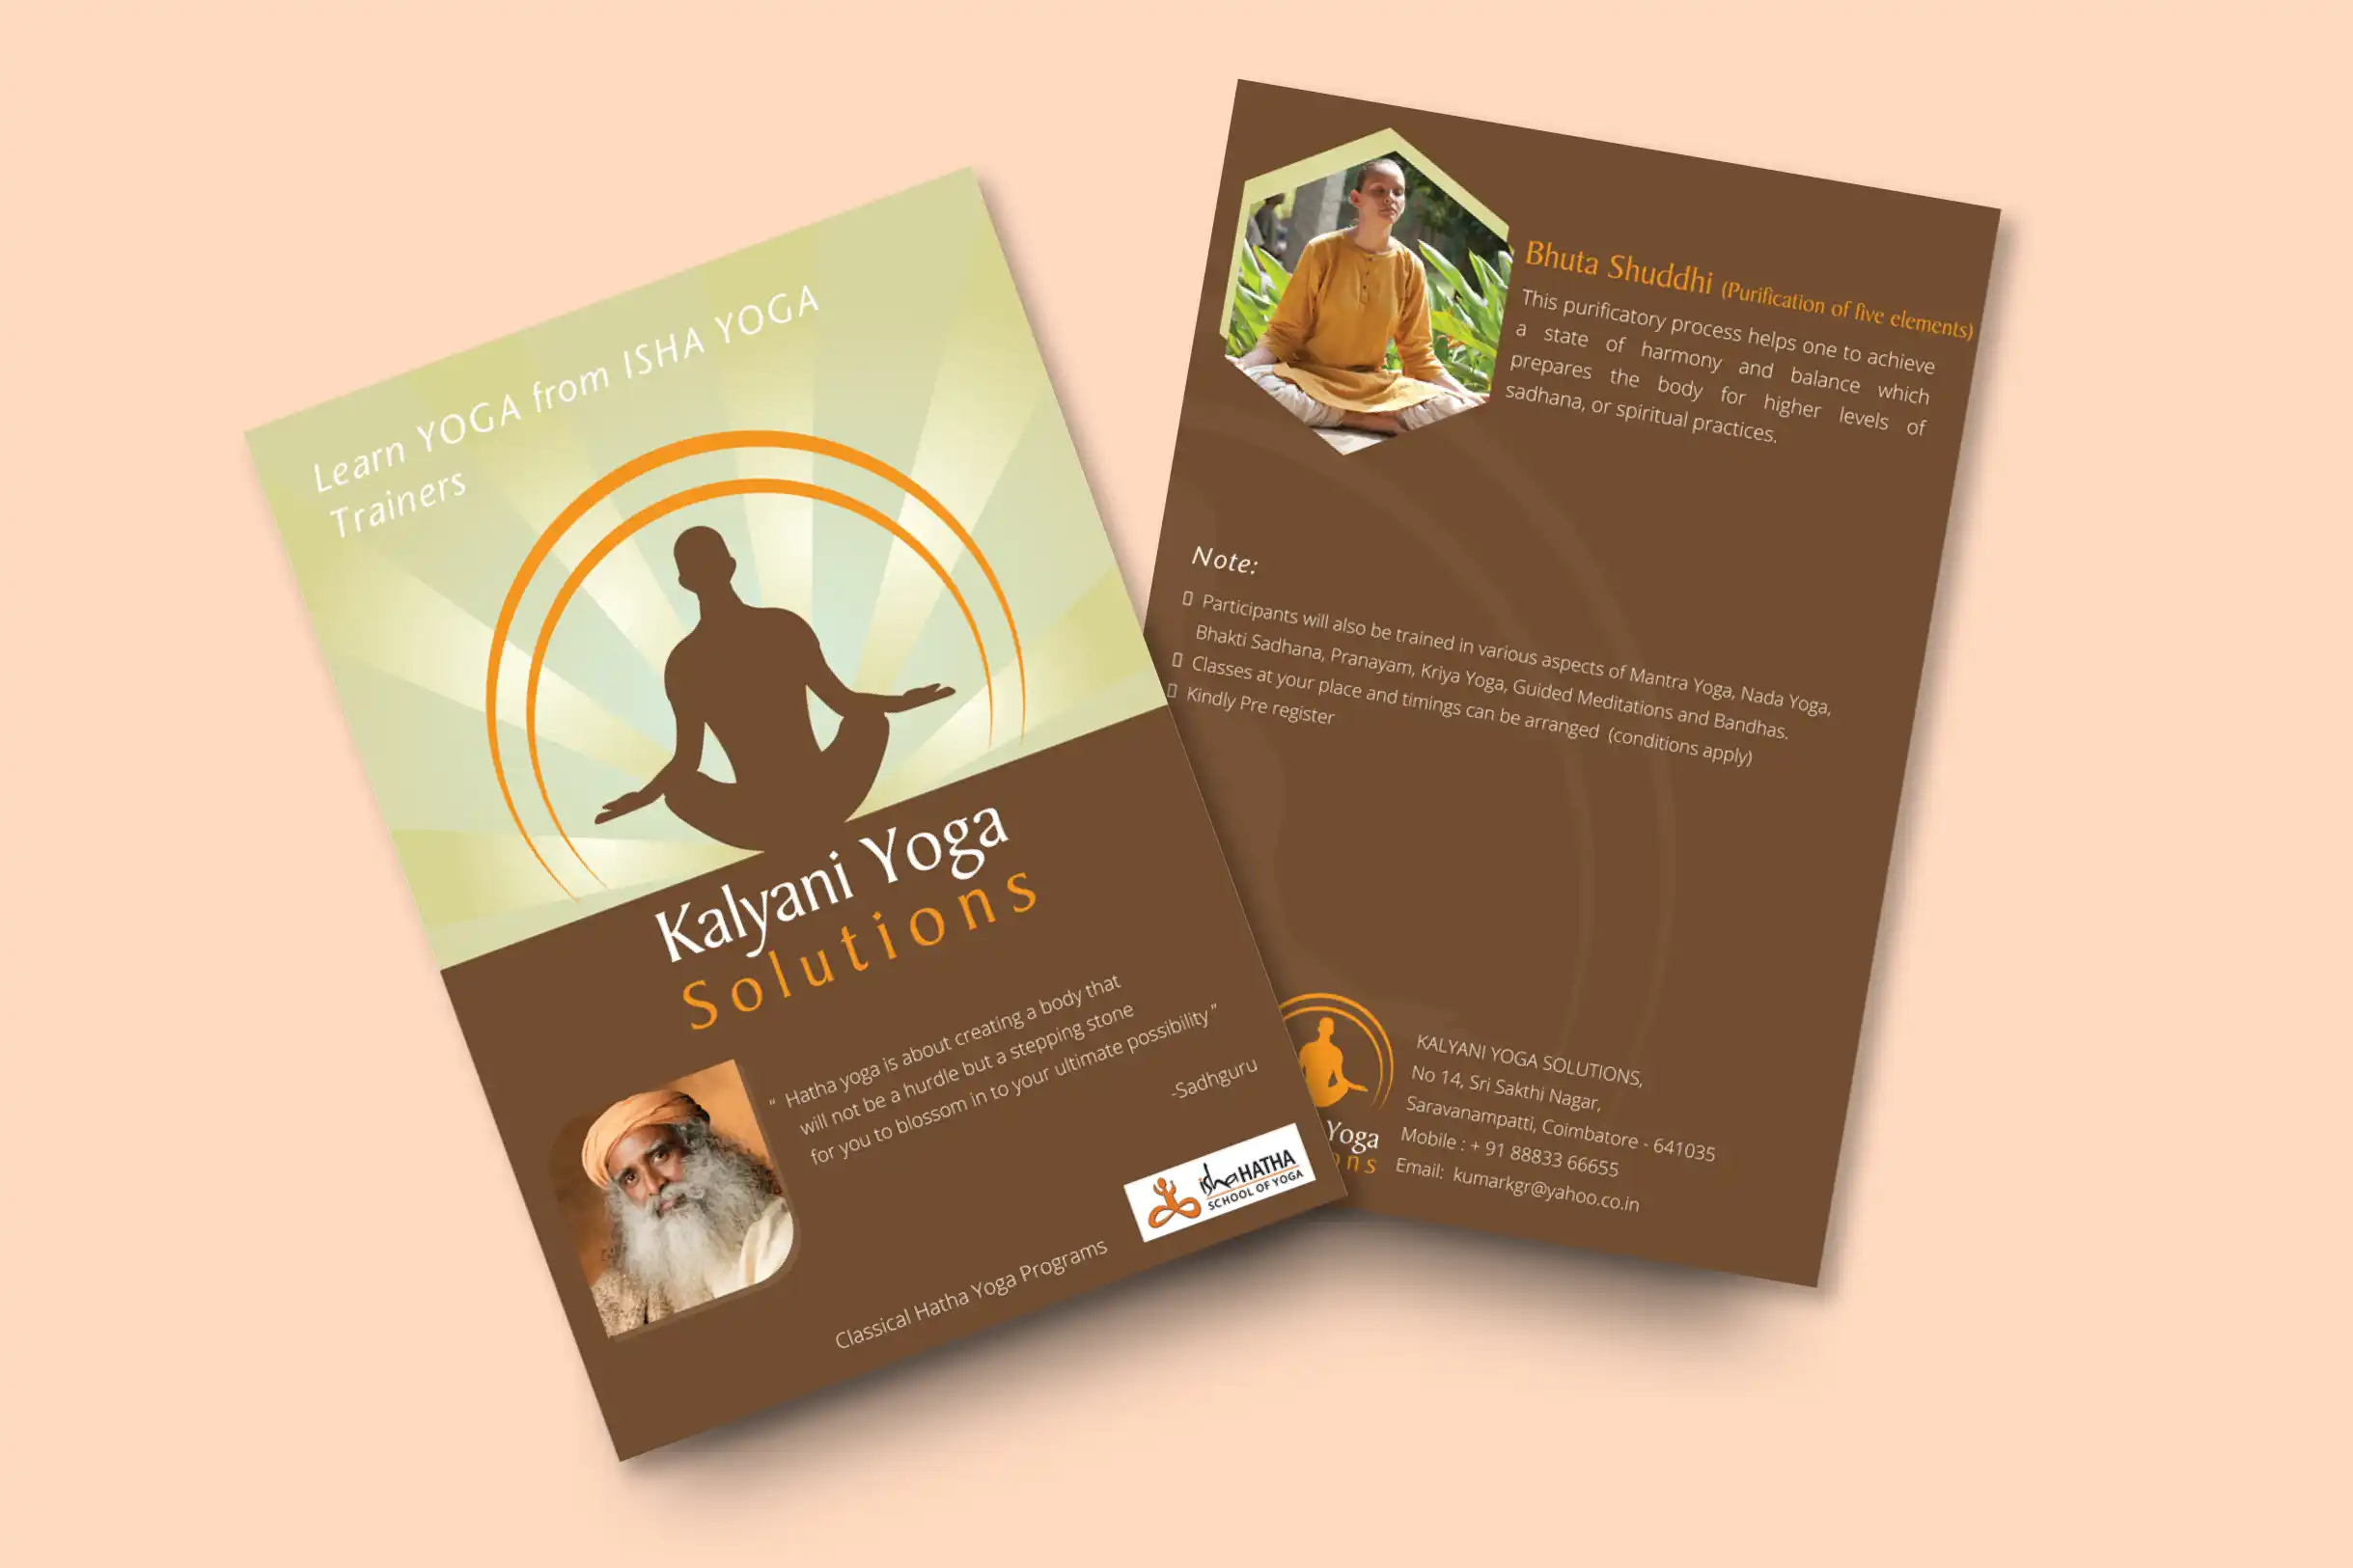 Learn YOGA from ISHA YOGA
Trainers
Kalyani Yoga
Solutions
“ Hatha yoga is about creating a body that
will not be a hurdle but a stepping stone
for you to blossom in to your ultimate possibility”
-Sadhguru
isha HATHA
SCHOOL OF YOGA
Classical Hatha Yoga Programs
Bhuta Shuddhi (Purification of five elements)
This purificatory process helps one to achieve
a state of harmony and balance which
prepares the body for higher levels of
sadhana, or spiritual practices.
Note:
Participants will also be trained in various aspects of Mantra Yoga, Nada Yoga,
Bhakti Sadhana, Pranayam, Kriya Yoga, Guided Meditations and Bandhas.
Classes at your place and timings can be arranged (conditions apply)
Kindly Pre register
Yoga
ons
KALYANI YOGA SOLUTIONS,
No 14, Sri Sakthi Nagar,
Saravanampatti, Coimbatore - 641035
Mobile : + 91 88833 66655
Email: kumarkgr@yahoo.co.in